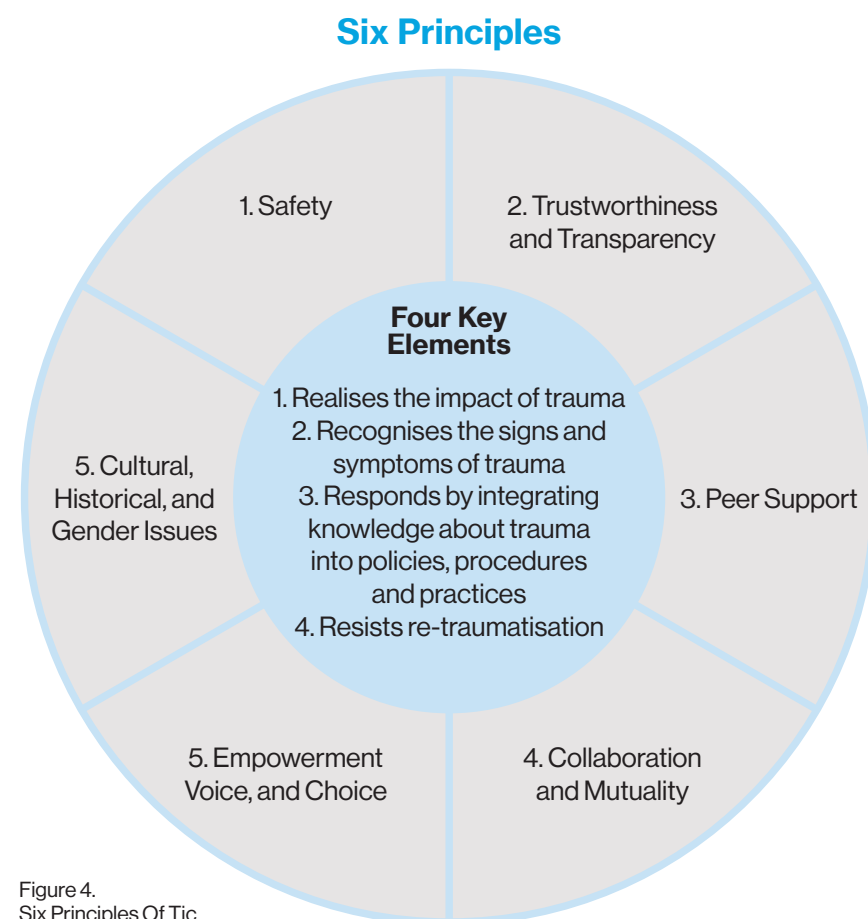 Six Principles
1. Safety
2. Trustworthiness
and Transparency
3. Peer Support
4. Collaboration
and Mutuality
5. Empowerment
Voice, and Choice
5. Cultural,
Historical, and
Gender Issues
Four Key
Elements
1. Realises the impact of trauma
2. Recognises the signs and
symptoms of trauma
3. Responds by integrating
knowledge about trauma
into policies, procedures
and practices
4. Resists re-traumatisation
Figure 4.
Six Principles Of Tic